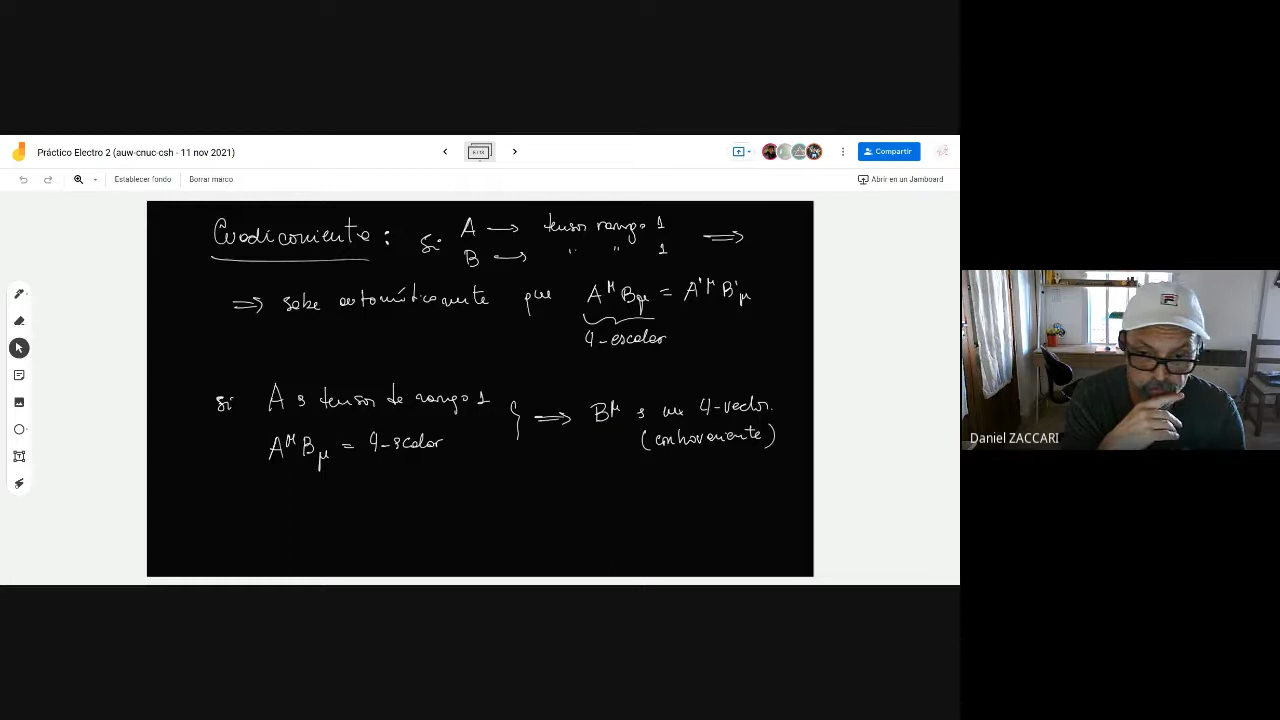 Práctico Electro 2 (auw-cnuc-csh - 11 nov 2021)
Compartir
Establecer fondo
Borrar marco
Abrir en un Jamboard
Cuadricorriente : Si A → tensor rango 1 ⟹
B → " " 1
⟹ sabe automáticamente que A^μ B_μ = A'^μ B'_μ
4-escalar
si A es tensor de rango 1
A^μ B_μ = 4-escalar
} ⟹ B^μ es un 4-vector.
(contravariante)
Daniel ZACCARI